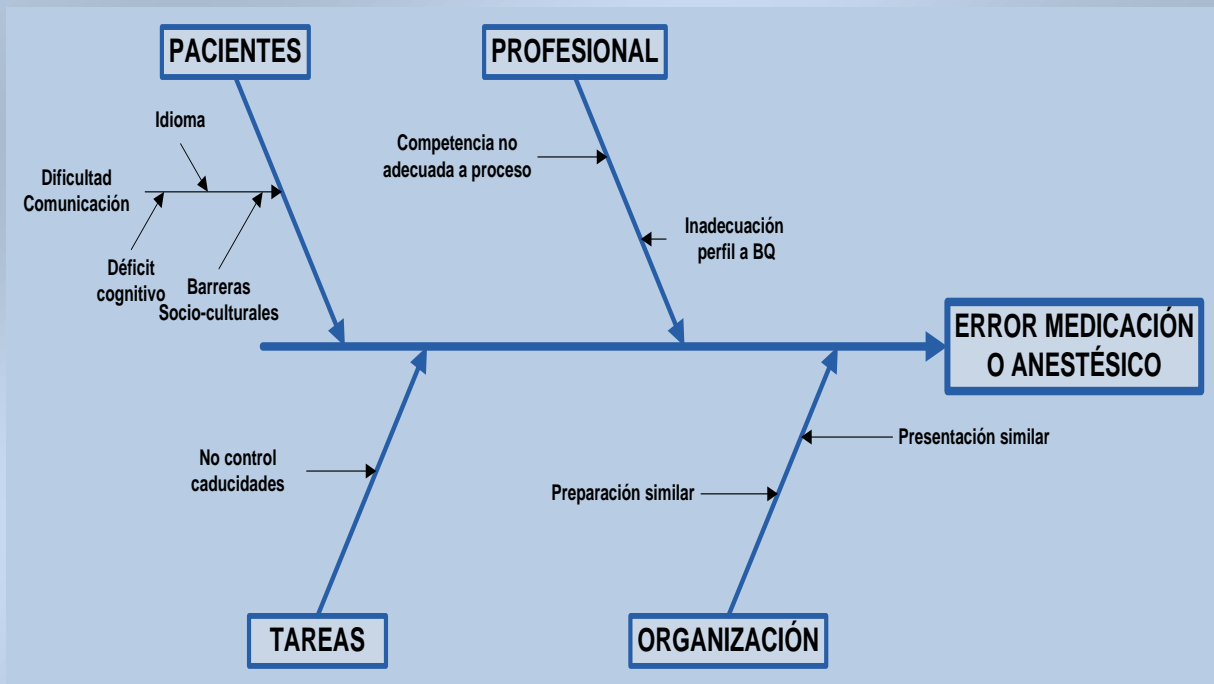 PACIENTES
PROFESIONAL
Idioma
Competencia no
adecuada a proceso
Dificultad
Comunicación
Inadecuación
perfil a BQ
Déficit
cognitivo
Barreras
Socio-culturales
ERROR MEDICACIÓN
O ANESTÉSICO
No control
caducidades
Presentación similar
Preparación similar
TAREAS
ORGANIZACIÓN